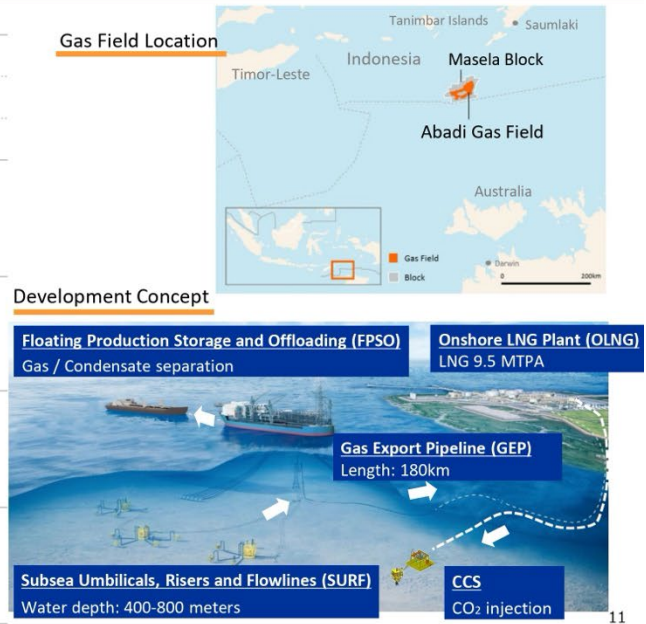 Gas Field Location
Tanimbar Islands
Saumlaki
Indonesia
Masela Block
Timor-Leste
Abadi Gas Field
Australia
Gas Field
Block
Darwin
0 200km
Development Concept
Floating Production Storage and Offloading (FPSO)
Gas / Condensate separation
Onshore LNG Plant (OLNG)
LNG 9.5 MTPA
Gas Export Pipeline (GEP)
Length: 180km
Subsea Umbilicals, Risers and Flowlines (SURF)
Water depth: 400-800 meters
CCS
CO₂ injection
11